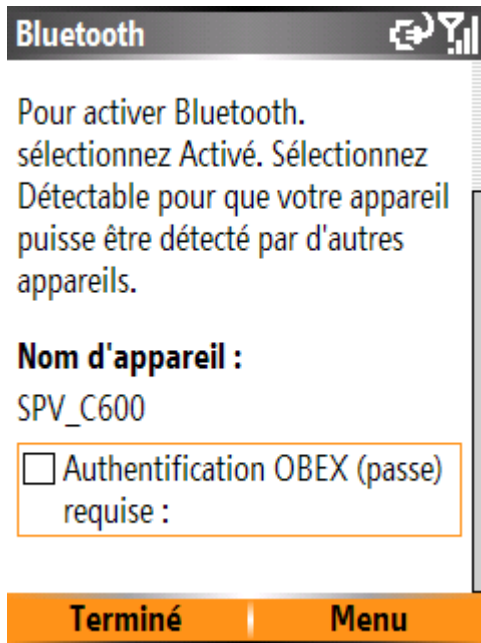 Bluetooth
Pour activer Bluetooth.
sélectionnez Activé. Sélectionnez
Détectable pour que votre appareil
puisse être détecté par d'autres
appareils.
Nom d'appareil :
SPV_C600
Authentification OBEX (passe)
requise :
Terminé Menu